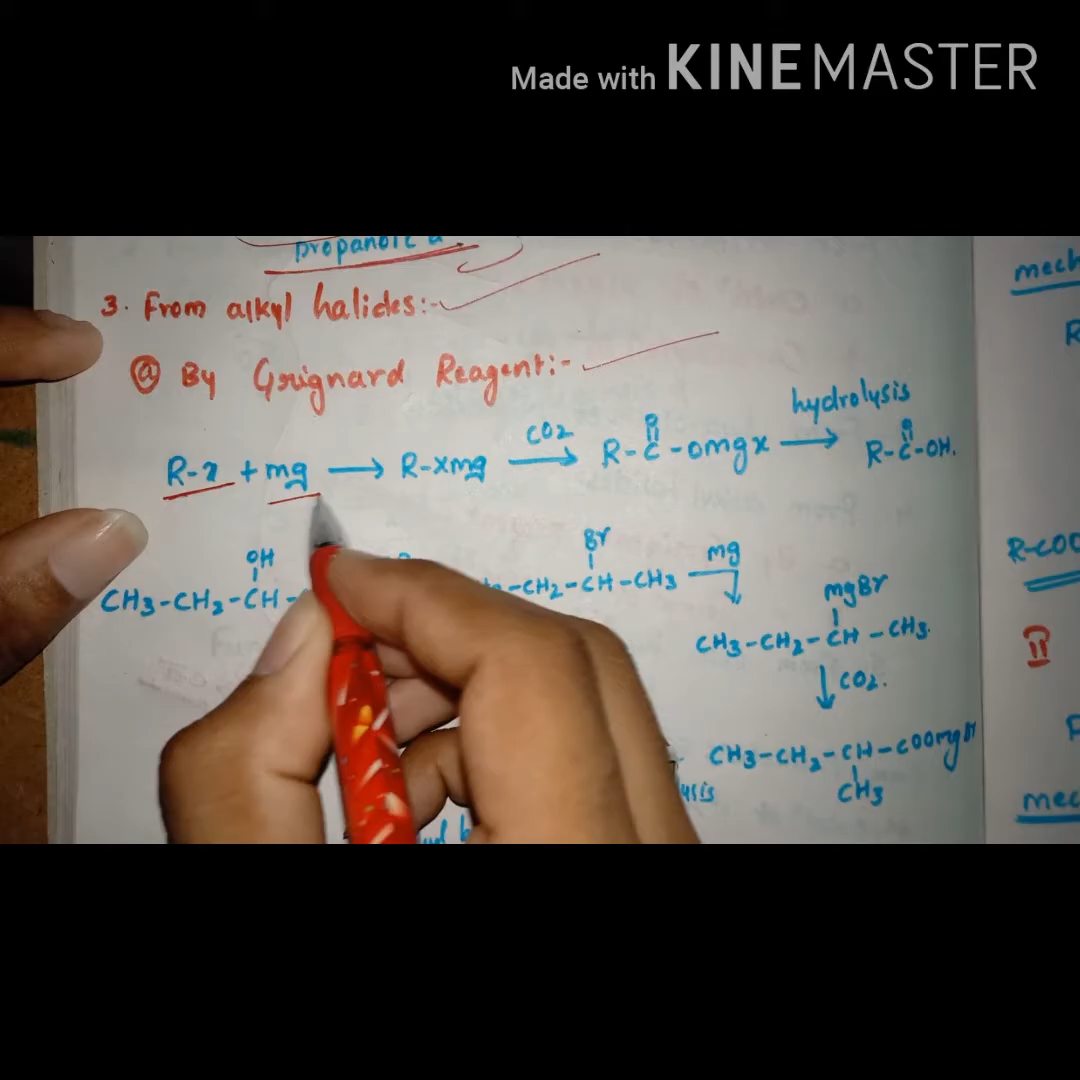 Made with KINEMASTER
propanoic a
3. From alkyl halides:-
ⓐ By Grignard Reagent:-
R-x + mg → R-xmg —CO2→ R-C-omgx —hydrolysis→ R-C-OH.
O O
mech
R
OH
CH3-CH2-CH-
Br
-CH2-CH-CH3 mg
mgBr
CH3-CH2-CH-CH3.
↓ CO2.
CH3-CH2-CH-COOmgBr
CH3
R-COO
II
mec